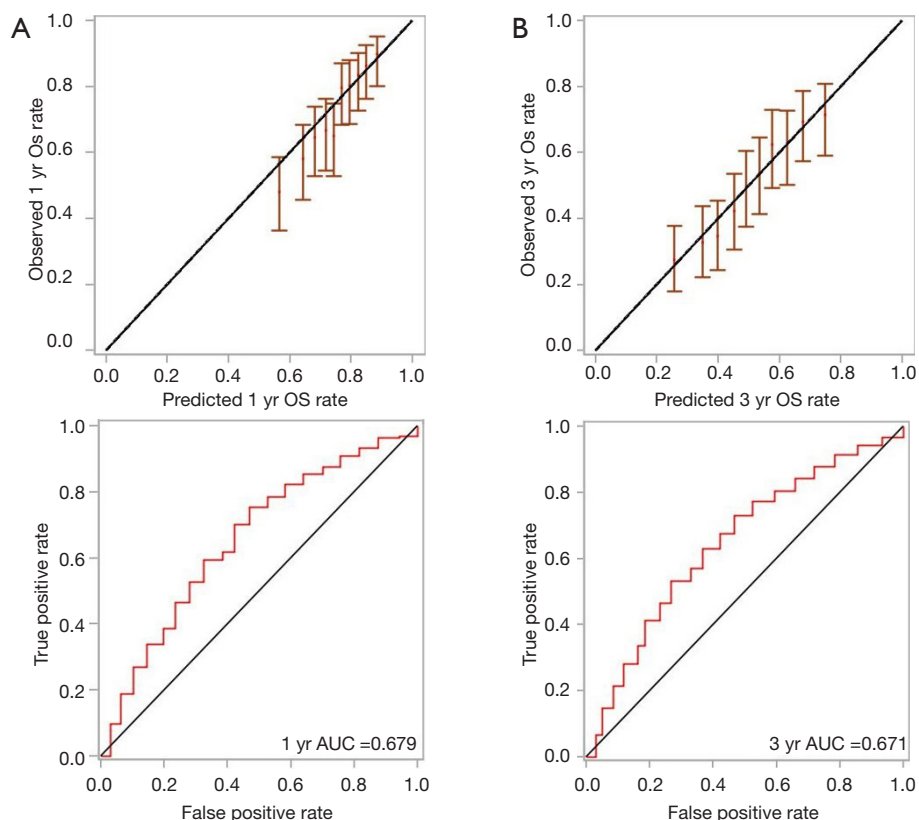 A
1.0
0.8
0.6
0.4
0.2
0.0
Observed 1 yr Os rate
0.0 0.2 0.4 0.6 0.8 1.0
Predicted 1 yr OS rate
B
1.0
0.8
0.6
0.4
0.2
0.0
Observed 3 yr Os rate
0.0 0.2 0.4 0.6 0.8 1.0
Predicted 3 yr OS rate
1.0
0.8
0.6
0.4
0.2
0.0
True positive rate
1 yr AUC =0.679
0.0 0.2 0.4 0.6 0.8 1.0
False positive rate
1.0
0.8
0.6
0.4
0.2
0.0
True positive rate
3 yr AUC =0.671
0.0 0.2 0.4 0.6 0.8 1.0
False positive rate